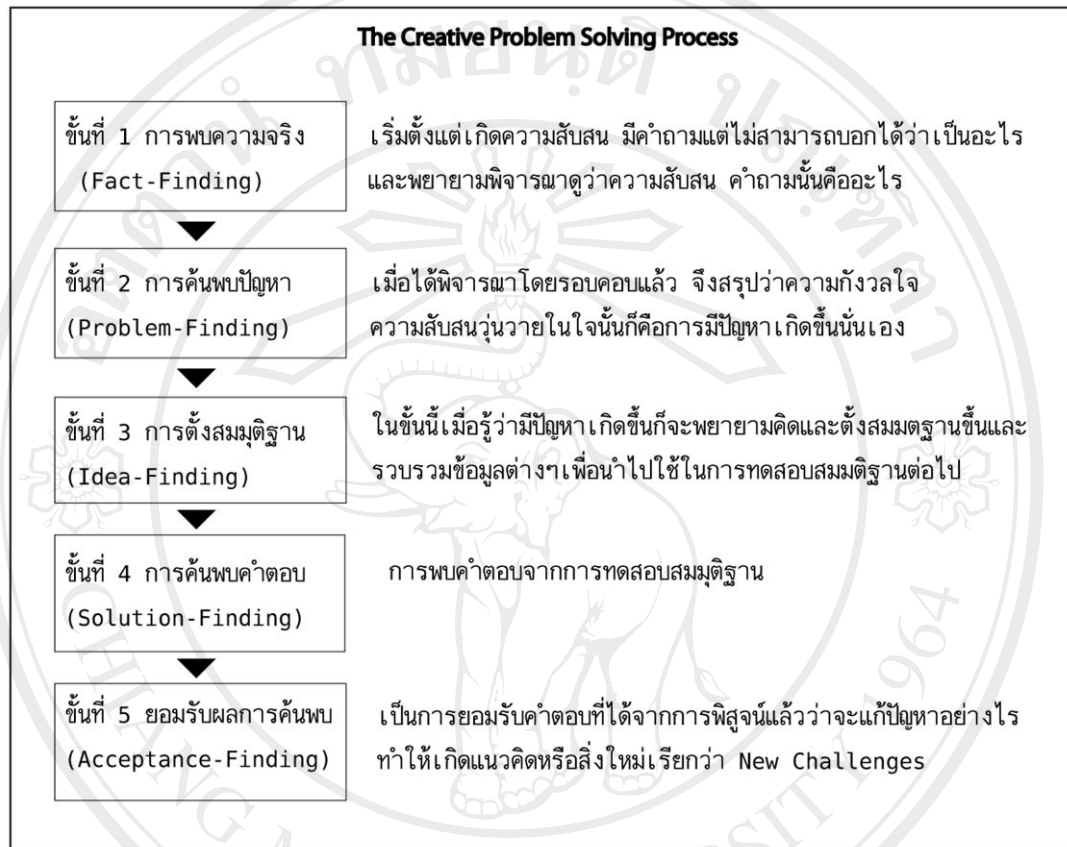 The Creative Problem Solving Process
ขั้นที่ 1 การพบความจริง
(Fact-Finding)
เริ่มตั้งแต่เกิดความสับสน มีคำถามแต่ไม่สามารถบอกได้ว่าเป็นอะไร
และพยายามพิจารณาดูว่าความสับสน คำถามนั้นคืออะไร
ขั้นที่ 2 การค้นพบปัญหา
(Problem-Finding)
เมื่อได้พิจารณาโดยรอบคอบแล้ว จึงสรุปว่าความกังวลใจ
ความสับสนวุ่นวายในใจนั้นก็คือการมีปัญหาเกิดขึ้นนั่นเอง
ขั้นที่ 3 การตั้งสมมุติฐาน
(Idea-Finding)
ในขั้นนี้เมื่อรู้ว่ามีปัญหาเกิดขึ้นก็จะพยายามคิดและตั้งสมมตฐานขึ้นและ
รวบรวมข้อมูลต่างๆเพื่อนำไปใช้ในการทดสอบสมมติฐานต่อไป
ขั้นที่ 4 การค้นพบคำตอบ
(Solution-Finding)
การพบคำตอบจากการทดสอบสมมุติฐาน
ขั้นที่ 5 ยอมรับผลการค้นพบ
(Acceptance-Finding)
เป็นการยอมรับคำตอบที่ได้จากการพิสูจน์แล้วว่าจะแก้ปัญหาอย่างไร
ทำให้เกิดแนวคิดหรือสิ่งใหม่เรียกว่า New Challenges